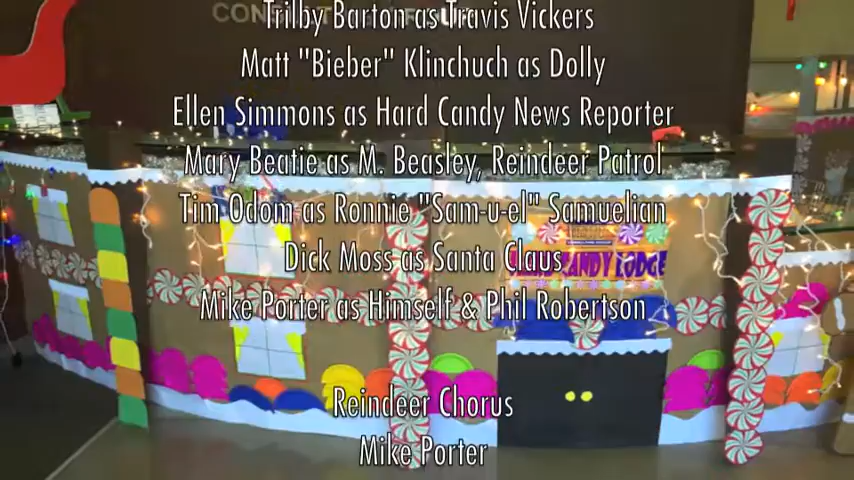 Trilby Barton as Travis Vickers
Matt "Bieber" Klinchuch as Dolly
Ellen Simmons as Hard Candy News Reporter
Mary Beatie as M. Beasley, Reindeer Patrol
Tim Odom as Ronnie "Sam-u-el" Samuelian
Dick Moss as Santa Claus
CANDY LODGE
Mike Porter as Himself & Phil Robertson
Reindeer Chorus
Mike Porter